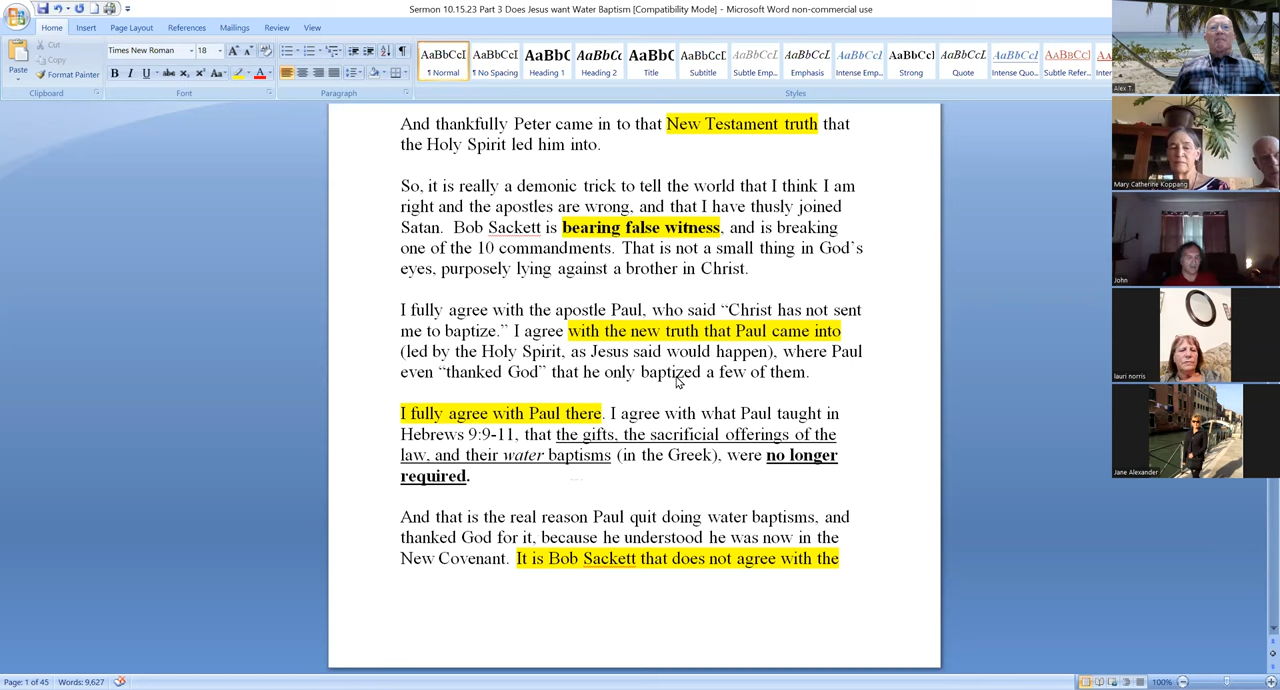 Sermon 10.15.23 Part 3 Does Jesus want Water Baptism [Compatibility Mode] - Microsoft Word non-commercial use
Home Insert Page Layout References Mailings Review View
Paste
Cut
Copy
Format Painter
Clipboard
Times New Roman 18
Font
Paragraph
AaBbCcI AaBbCcI AaBbC AaBbCc AaBbC AaBbCcI AaBbCcI AaBbCcL AaBbCcI AaBbCcI AaBbCcL AaBbCcI
¶ Normal ¶ No Spacing Heading 1 Heading 2 Title Subtitle Subtle Emp... Emphasis Intense Emp... Strong Quote Intense Quo... Subtle Refer...
Styles
And thankfully Peter came in to that New Testament truth that
the Holy Spirit led him into.
So, it is really a demonic trick to tell the world that I think I am
right and the apostles are wrong, and that I have thusly joined
Satan. Bob Sackett is bearing false witness, and is breaking
one of the 10 commandments. That is not a small thing in God's
eyes, purposely lying against a brother in Christ.
I fully agree with the apostle Paul, who said “Christ has not sent
me to baptize.” I agree with the new truth that Paul came into
(led by the Holy Spirit, as Jesus said would happen), where Paul
even “thanked God” that he only baptized a few of them.
I fully agree with Paul there. I agree with what Paul taught in
Hebrews 9:9-11, that the gifts, the sacrificial offerings of the
law, and their water baptisms (in the Greek), were no longer
required.
And that is the real reason Paul quit doing water baptisms, and
thanked God for it, because he understood he was now in the
New Covenant. It is Bob Sackett that does not agree with the
Alex T.
Mary Catherine Koppang
John
lauri norris
Jane Alexander
Page: 1 of 45 Words: 9,627
100%